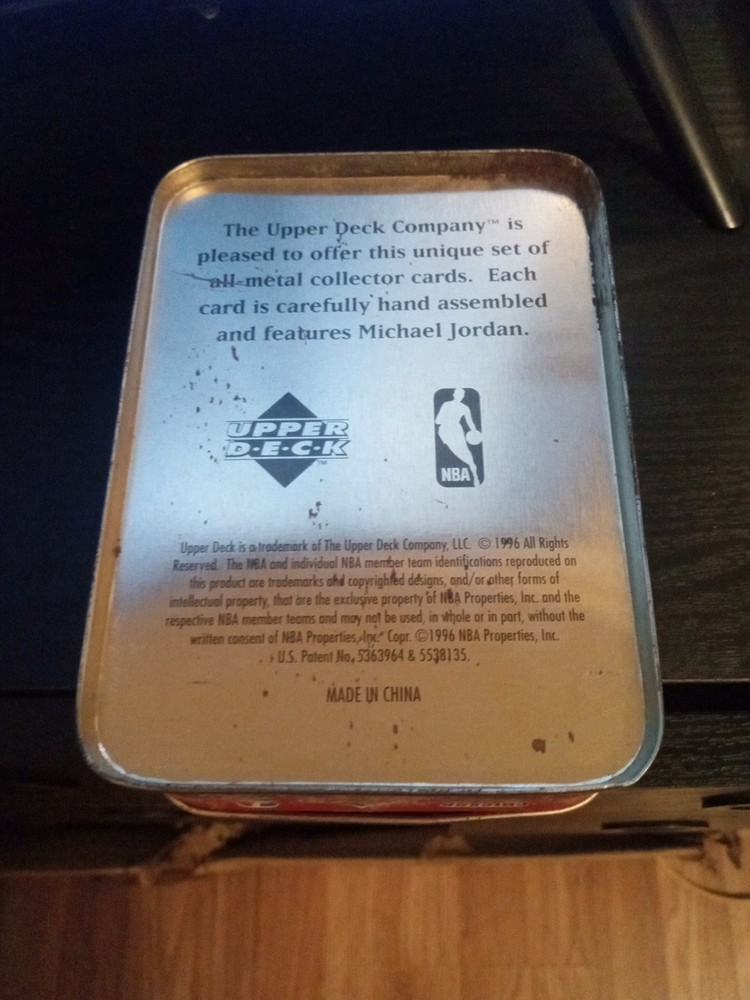 The Upper Deck Company™ is
pleased to offer this unique set of
all-metal collector cards. Each
card is carefully hand assembled
and features Michael Jordan.
UPPER
D·E·C·K
™
NBA
Upper Deck is a trademark of The Upper Deck Company, LLC. © 1996 All Rights
Reserved. The NBA and individual NBA member team identifications reproduced on
this product are trademarks and copyrighted designs, and/or other forms of
intellectual property, that are the exclusive property of NBA Properties, Inc. and the
respective NBA member teams and may not be used, in whole or in part, without the
written consent of NBA Properties, Inc. Copr. ©1996 NBA Properties, Inc.
U.S. Patent No. 5363964 & 5538135.
MADE IN CHINA
CHICAGO